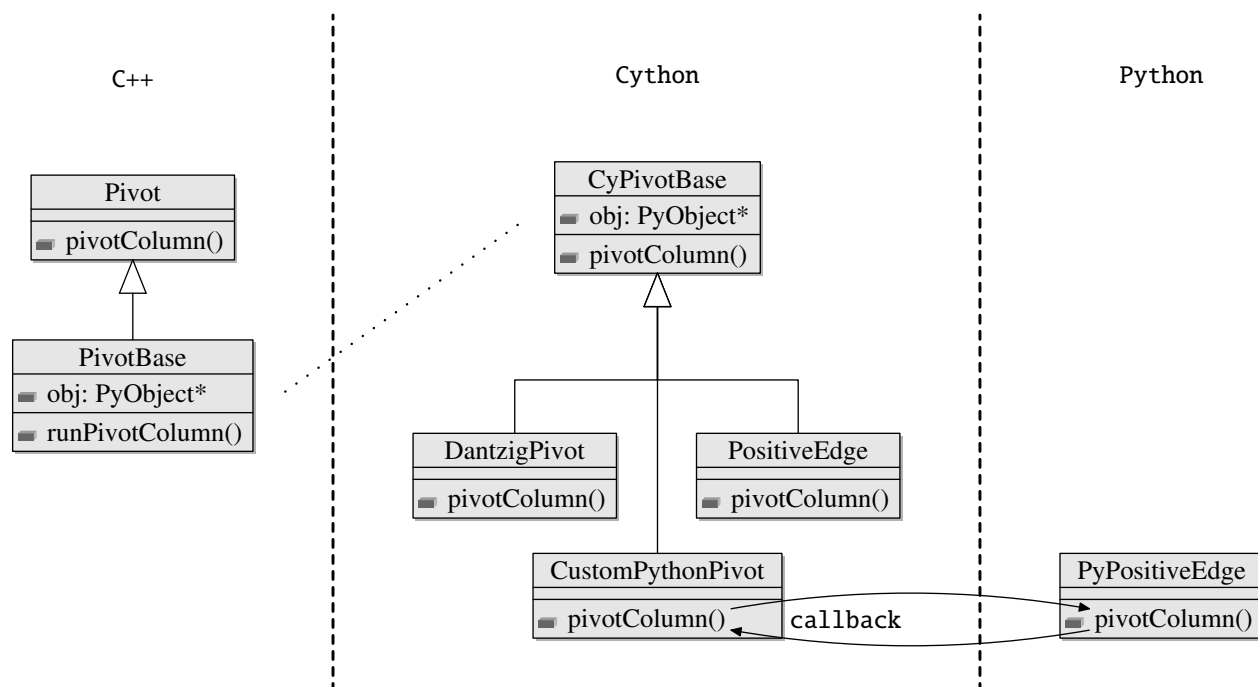 C++
Cython
Python
Pivot
pivotColumn()
PivotBase
obj: PyObject*
runPivotColumn()
CyPivotBase
obj: PyObject*
pivotColumn()
DantzigPivot
pivotColumn()
PositiveEdge
pivotColumn()
CustomPythonPivot
pivotColumn()
callback
PyPositiveEdge
pivotColumn()